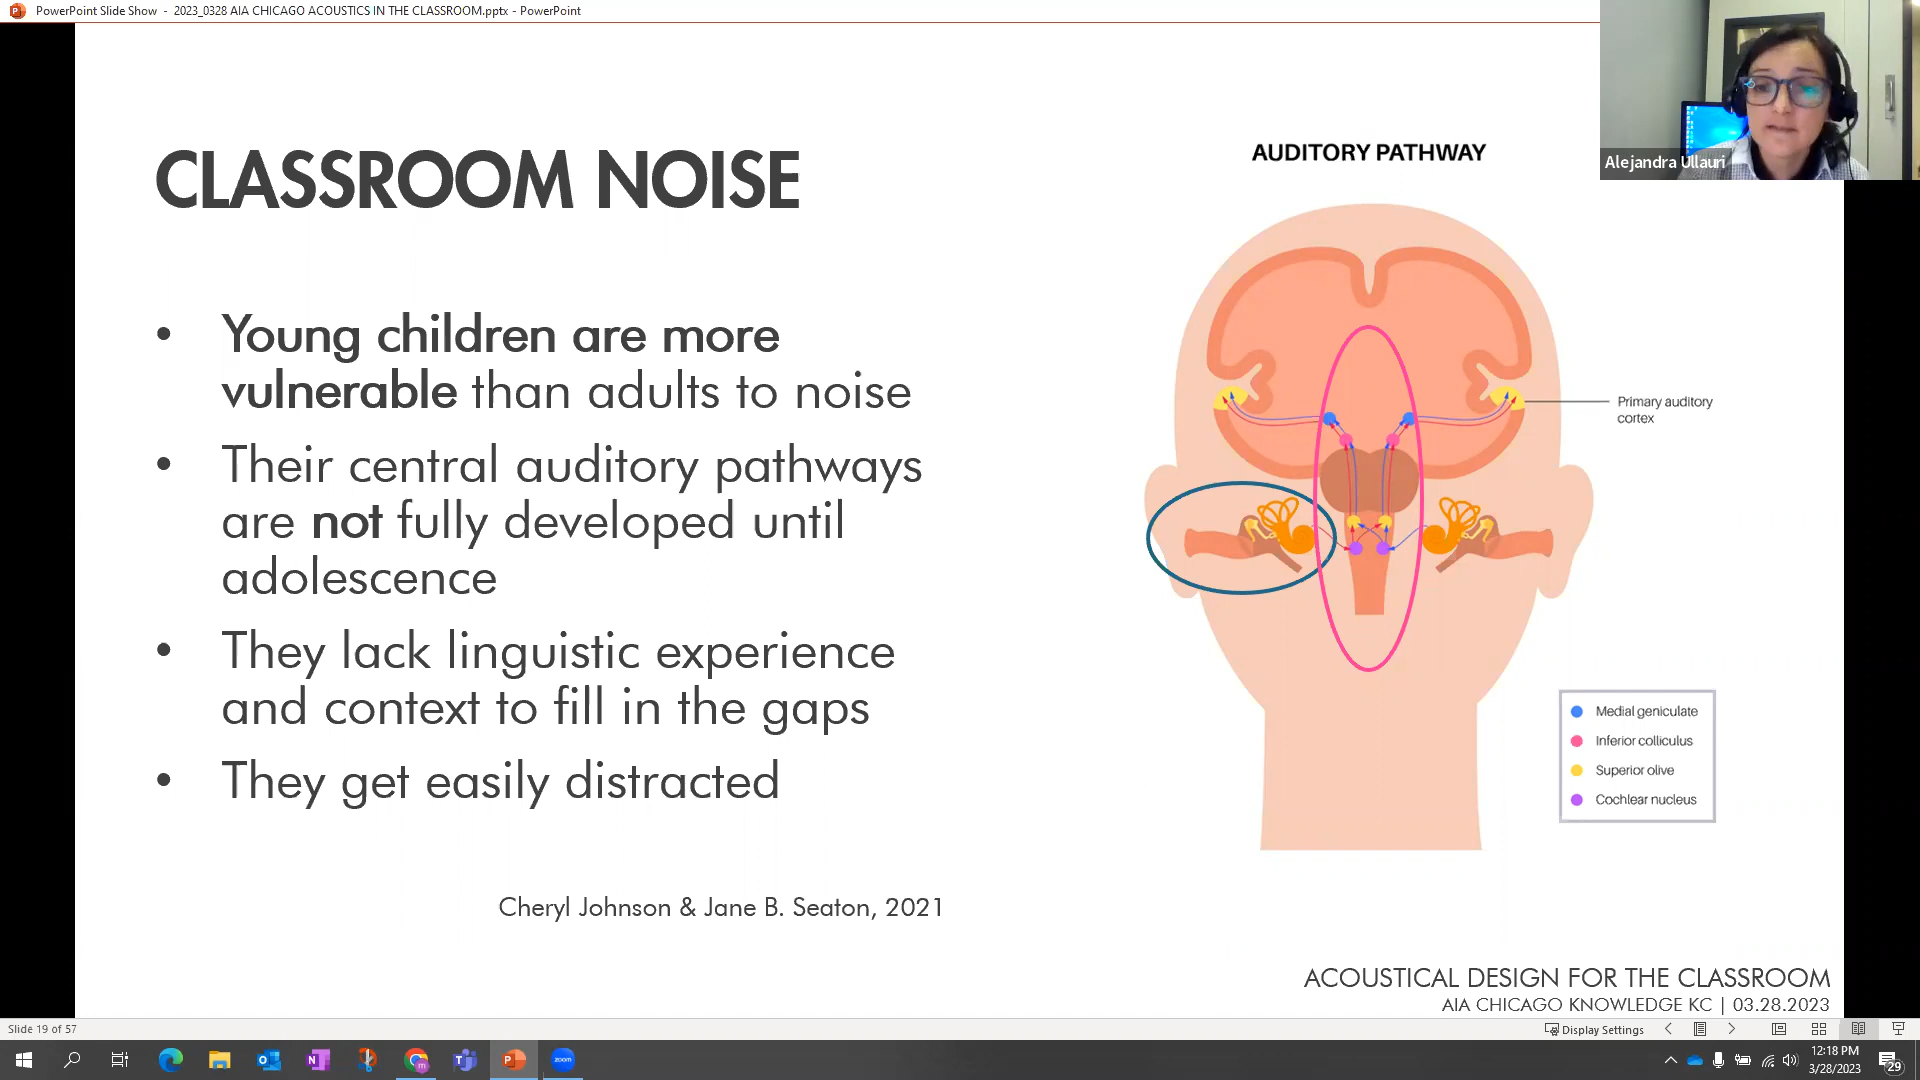 PowerPoint Slide Show - 2023_0328 AIA CHICAGO ACOUSTICS IN THE CLASSROOM.pptx - PowerPoint
Alejandra Ullauri
CLASSROOM NOISE
• Young children are more
vulnerable than adults to noise
• Their central auditory pathways
are not fully developed until
adolescence
• They lack linguistic experience
and context to fill in the gaps
• They get easily distracted
Cheryl Johnson & Jane B. Seaton, 2021
AUDITORY PATHWAY
Primary auditory
cortex
Medial geniculate
Inferior colliculus
Superior olive
Cochlear nucleus
ACOUSTICAL DESIGN FOR THE CLASSROOM
AIA CHICAGO KNOWLEDGE KC | 03.28.2023
Slide 19 of 57
Display Settings
zoom
12:18 PM
3/28/2023
29